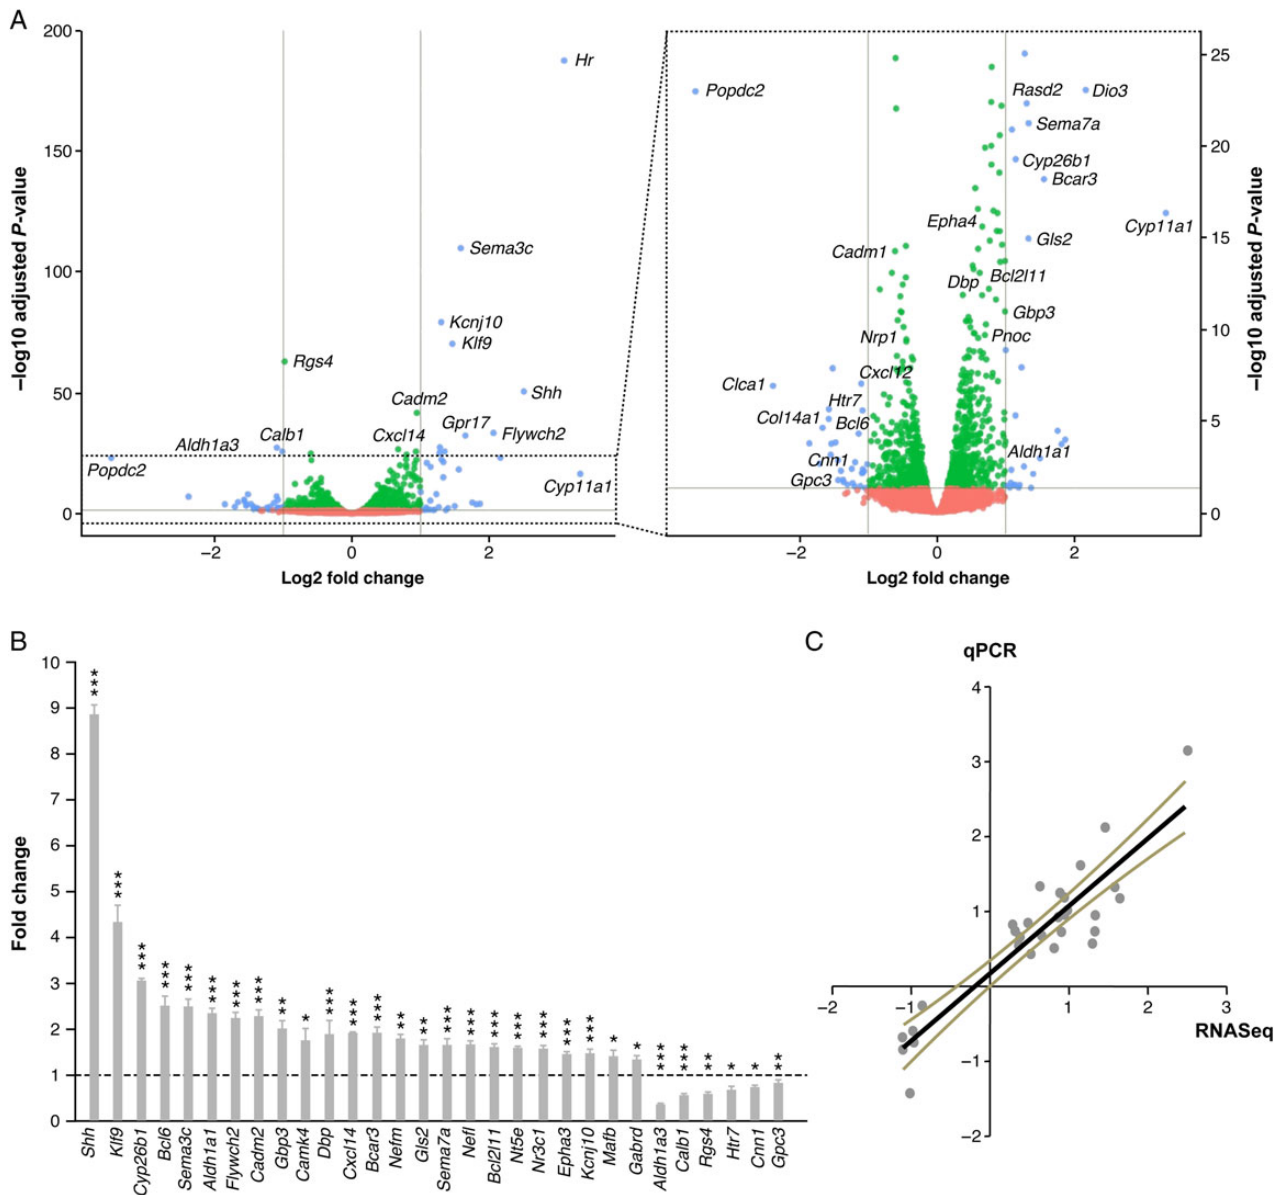 A
200
150
100
50
0
–log10 adjusted P-value
Hr
Sema3c
Kcnj10
Klf9
Rgs4
Shh
Cadm2
Gpr17
Flywch2
Cxcl14
Calb1
Aldh1a3
Popdc2
Cyp11a1
–2
0
2
Log2 fold change
Popdc2
Rasd2
Dio3
Sema7a
Cyp26b1
Bcar3
Cyp11a1
Epha4
Gls2
Cadm1
Bcl2l11
Dbp
Gbp3
Nrp1
Pnoc
Cxcl12
Clca1
Htr7
Col14a1
Bcl6
Cnn1
Aldh1a1
Gpc3
25
20
15
10
5
0
–log10 adjusted P-value
–2
0
2
Log2 fold change
B
10
9
8
7
6
5
4
3
2
1
0
Fold change
***
***
***
***
***
***
***
***
**
*
***
***
***
**
**
***
***
***
***
***
***
***
*
*
***
***
**
*
*
**
Shh
Klf9
Cyp26b1
Bcl6
Sema3c
Aldh1a1
Flywch2
Cadm2
Gbp3
Camk4
Dbp
Cxcl14
Bcar3
Nefm
Gls2
Sema7a
Nefl
Bcl2l11
Nt5e
Nr3c1
Epha3
Kcnj10
Mafb
Gabrd
Aldh1a3
Calb1
Rgs4
Htr7
Cnn1
Gpc3
C
qPCR
4
3
2
1
–1
–2
–2
–1
0
1
2
3
RNASeq